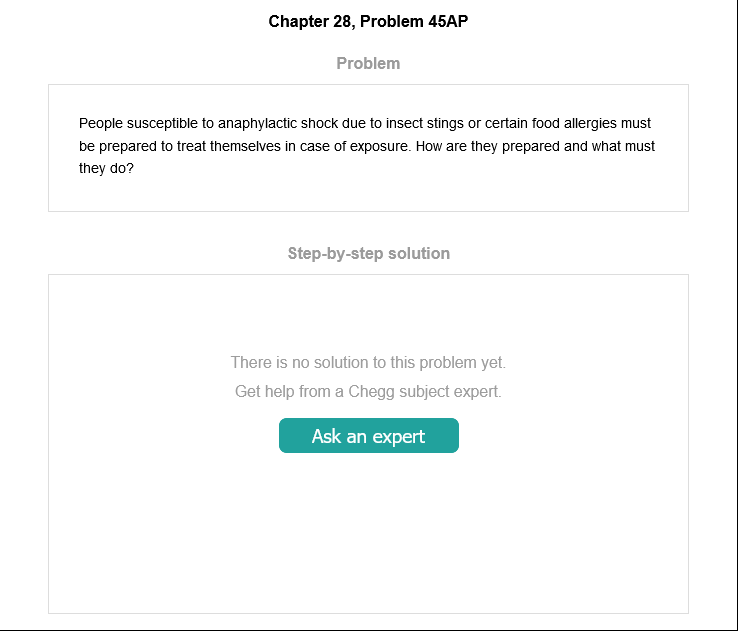 Chapter 28, Problem 45AP
Problem
People susceptible to anaphylactic shock due to insect stings or certain food allergies must
be prepared to treat themselves in case of exposure. How are they prepared and what must
they do?
Step-by-step solution
There is no solution to this problem yet.
Get help from a Chegg subject expert.
Ask an expert